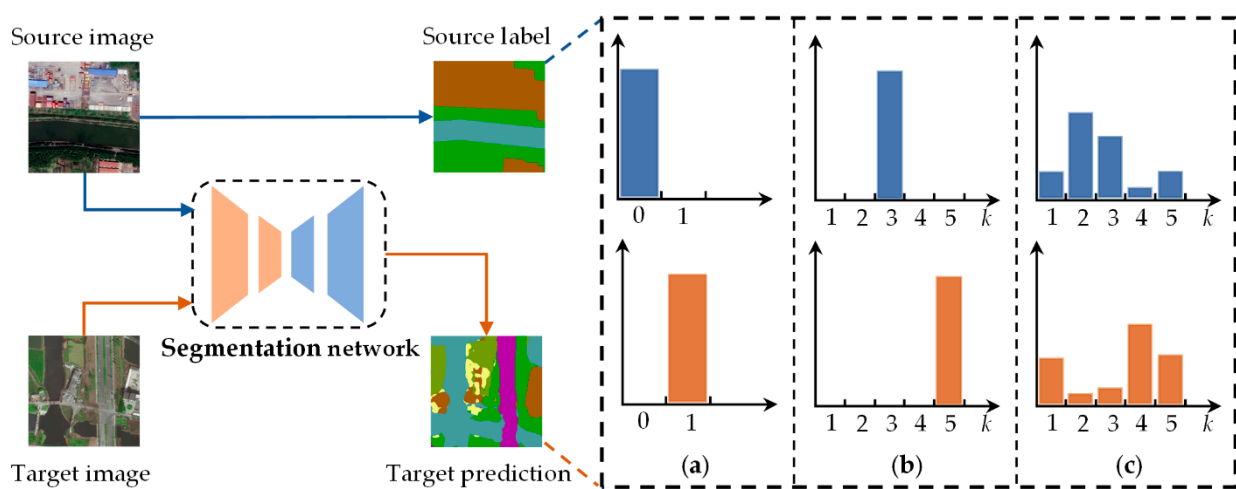 Source image
Source label
Segmentation network
Target image
Target prediction
0 1
1 2 3 4 5 k
1 2 3 4 5 k
0 1
1 2 3 4 5 k
1 2 3 4 5 k
(a)
(b)
(c)